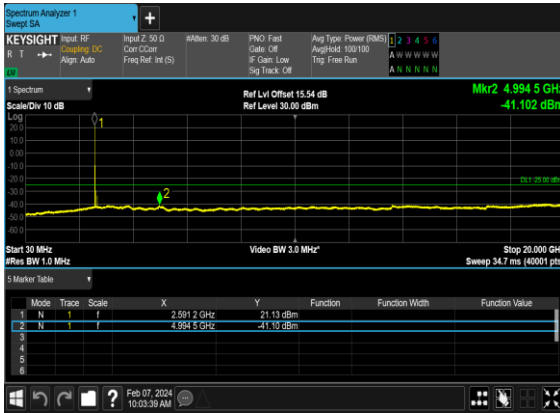 Spectrum Analyzer 1
Swept SA
+
KEYSIGHT Input: RF Input Z: 50 Ω #Atten: 30 dB PNO: Fast Avg Type: Power (RMS) 1 2 3 4 5 6
R T Coupling: DC Corr CCorr Gate: Off Avg|Hold: 100/100 A W W W W W
Align: Auto Freq Ref: Int (S) IF Gain: Low Trig: Free Run
Sig Track: Off A N N N N N
1 Spectrum
Ref Lvl Offset 15.54 dB Mkr2 4.994 5 GHz
Scale/Div 10 dB Ref Level 30.00 dBm -41.102 dBm
Log
1
20.0
10.0
0.00
-10.0
-20.0
DL1 -25.00 dBm
-30.0
2
-40.0
-50.0
-60.0
Start 30 MHz Video BW 3.0 MHz* Stop 20.000 GH
#Res BW 1.0 MHz Sweep 34.7 ms (40001 pts
5 Marker Table
Mode Trace Scale X Y Function Function Width Function Value
1 N 1 f 2.591 2 GHz 21.13 dBm
2 N 1 f 4.994 5 GHz -41.10 dBm
3
4
5
6
? Feb 07, 2024
10:03:39 AM